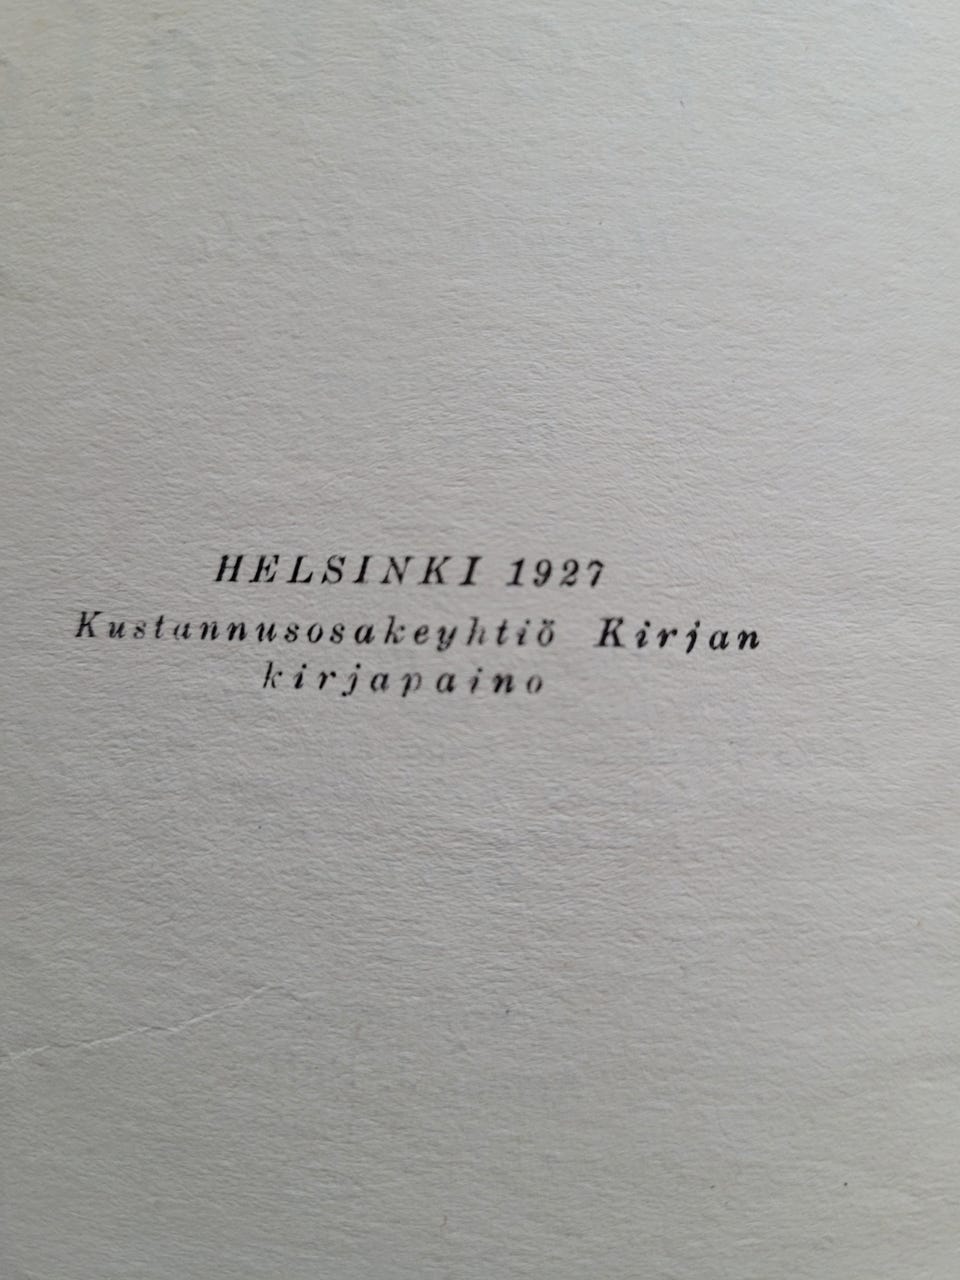 HELSINKI 1927
Kustannusosakeyhtiö Kirjan
kirjapaino